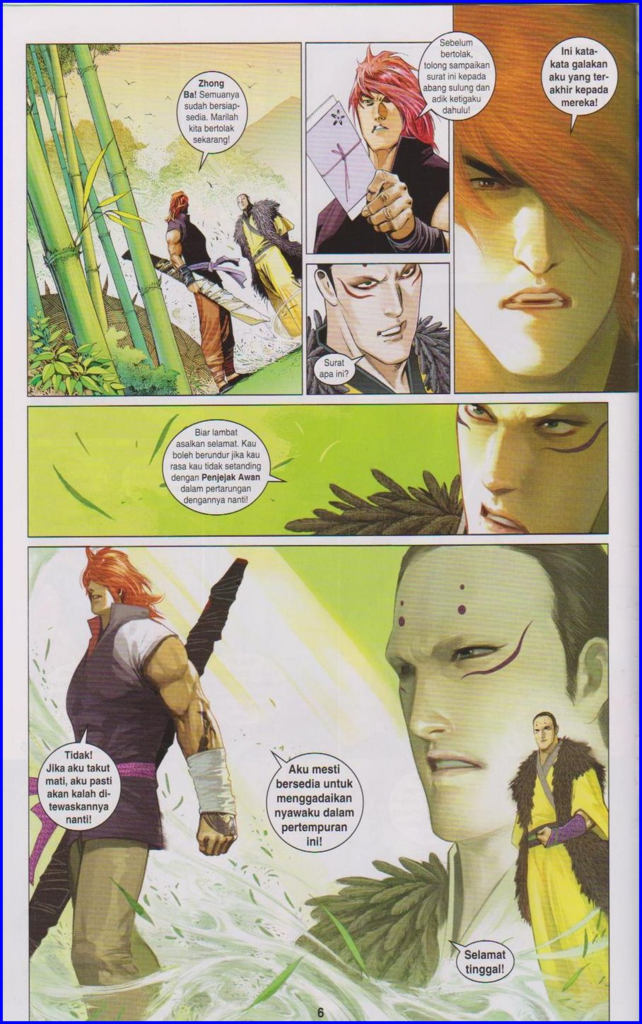 Zhong
Ba! Semuanya
sudah bersiap-
sedia. Marilah
kita bertolak
sekarang!
Sebelum
bertolak,
tolong sampaikan
surat ini kepada
abang sulung dan
adik ketigaku
dahulu!
Ini kata-
kata galakan
aku yang ter-
akhir kepada
mereka!
Surat
apa ini?
Biar lambat
asalkan selamat. Kau
boleh berundur jika kau
rasa kau tidak setanding
dengan Penjejak Awan
dalam pertarungan
dengannya nanti!
Tidak!
Jika aku takut
mati, aku pasti
akan kalah di-
tewaskannya
nanti!
Aku mesti
bersedia untuk
menggadaikan
nyawaku dalam
pertempuran
ini!
Selamat
tinggal!
6